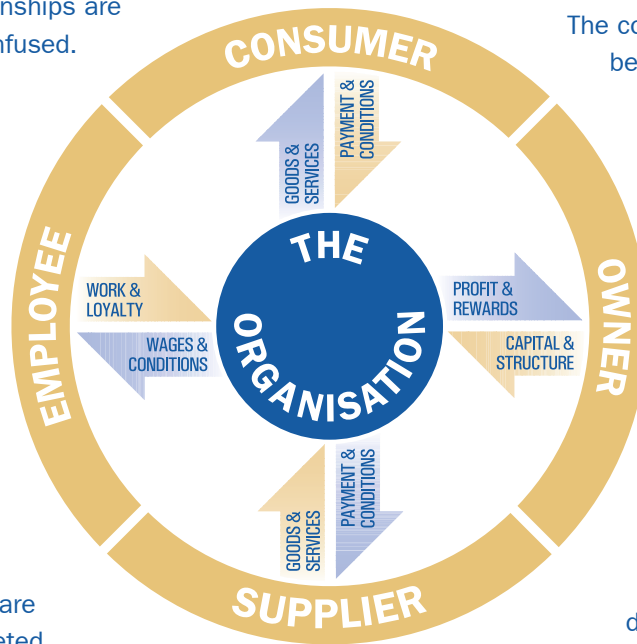 nships are
nfused.
The co
be
CONSUMER
GOODS &
SERVICES
PAYMENT &
CONDITIONS
EMPLOYEE
WORK &
LOYALTY
WAGES &
CONDITIONS
THE
ORGANISATION
PROFIT &
REWARDS
CAPITAL &
STRUCTURE
OWNER
GOODS &
SERVICES
PAYMENT &
CONDITIONS
SUPPLIER
are
eted
d